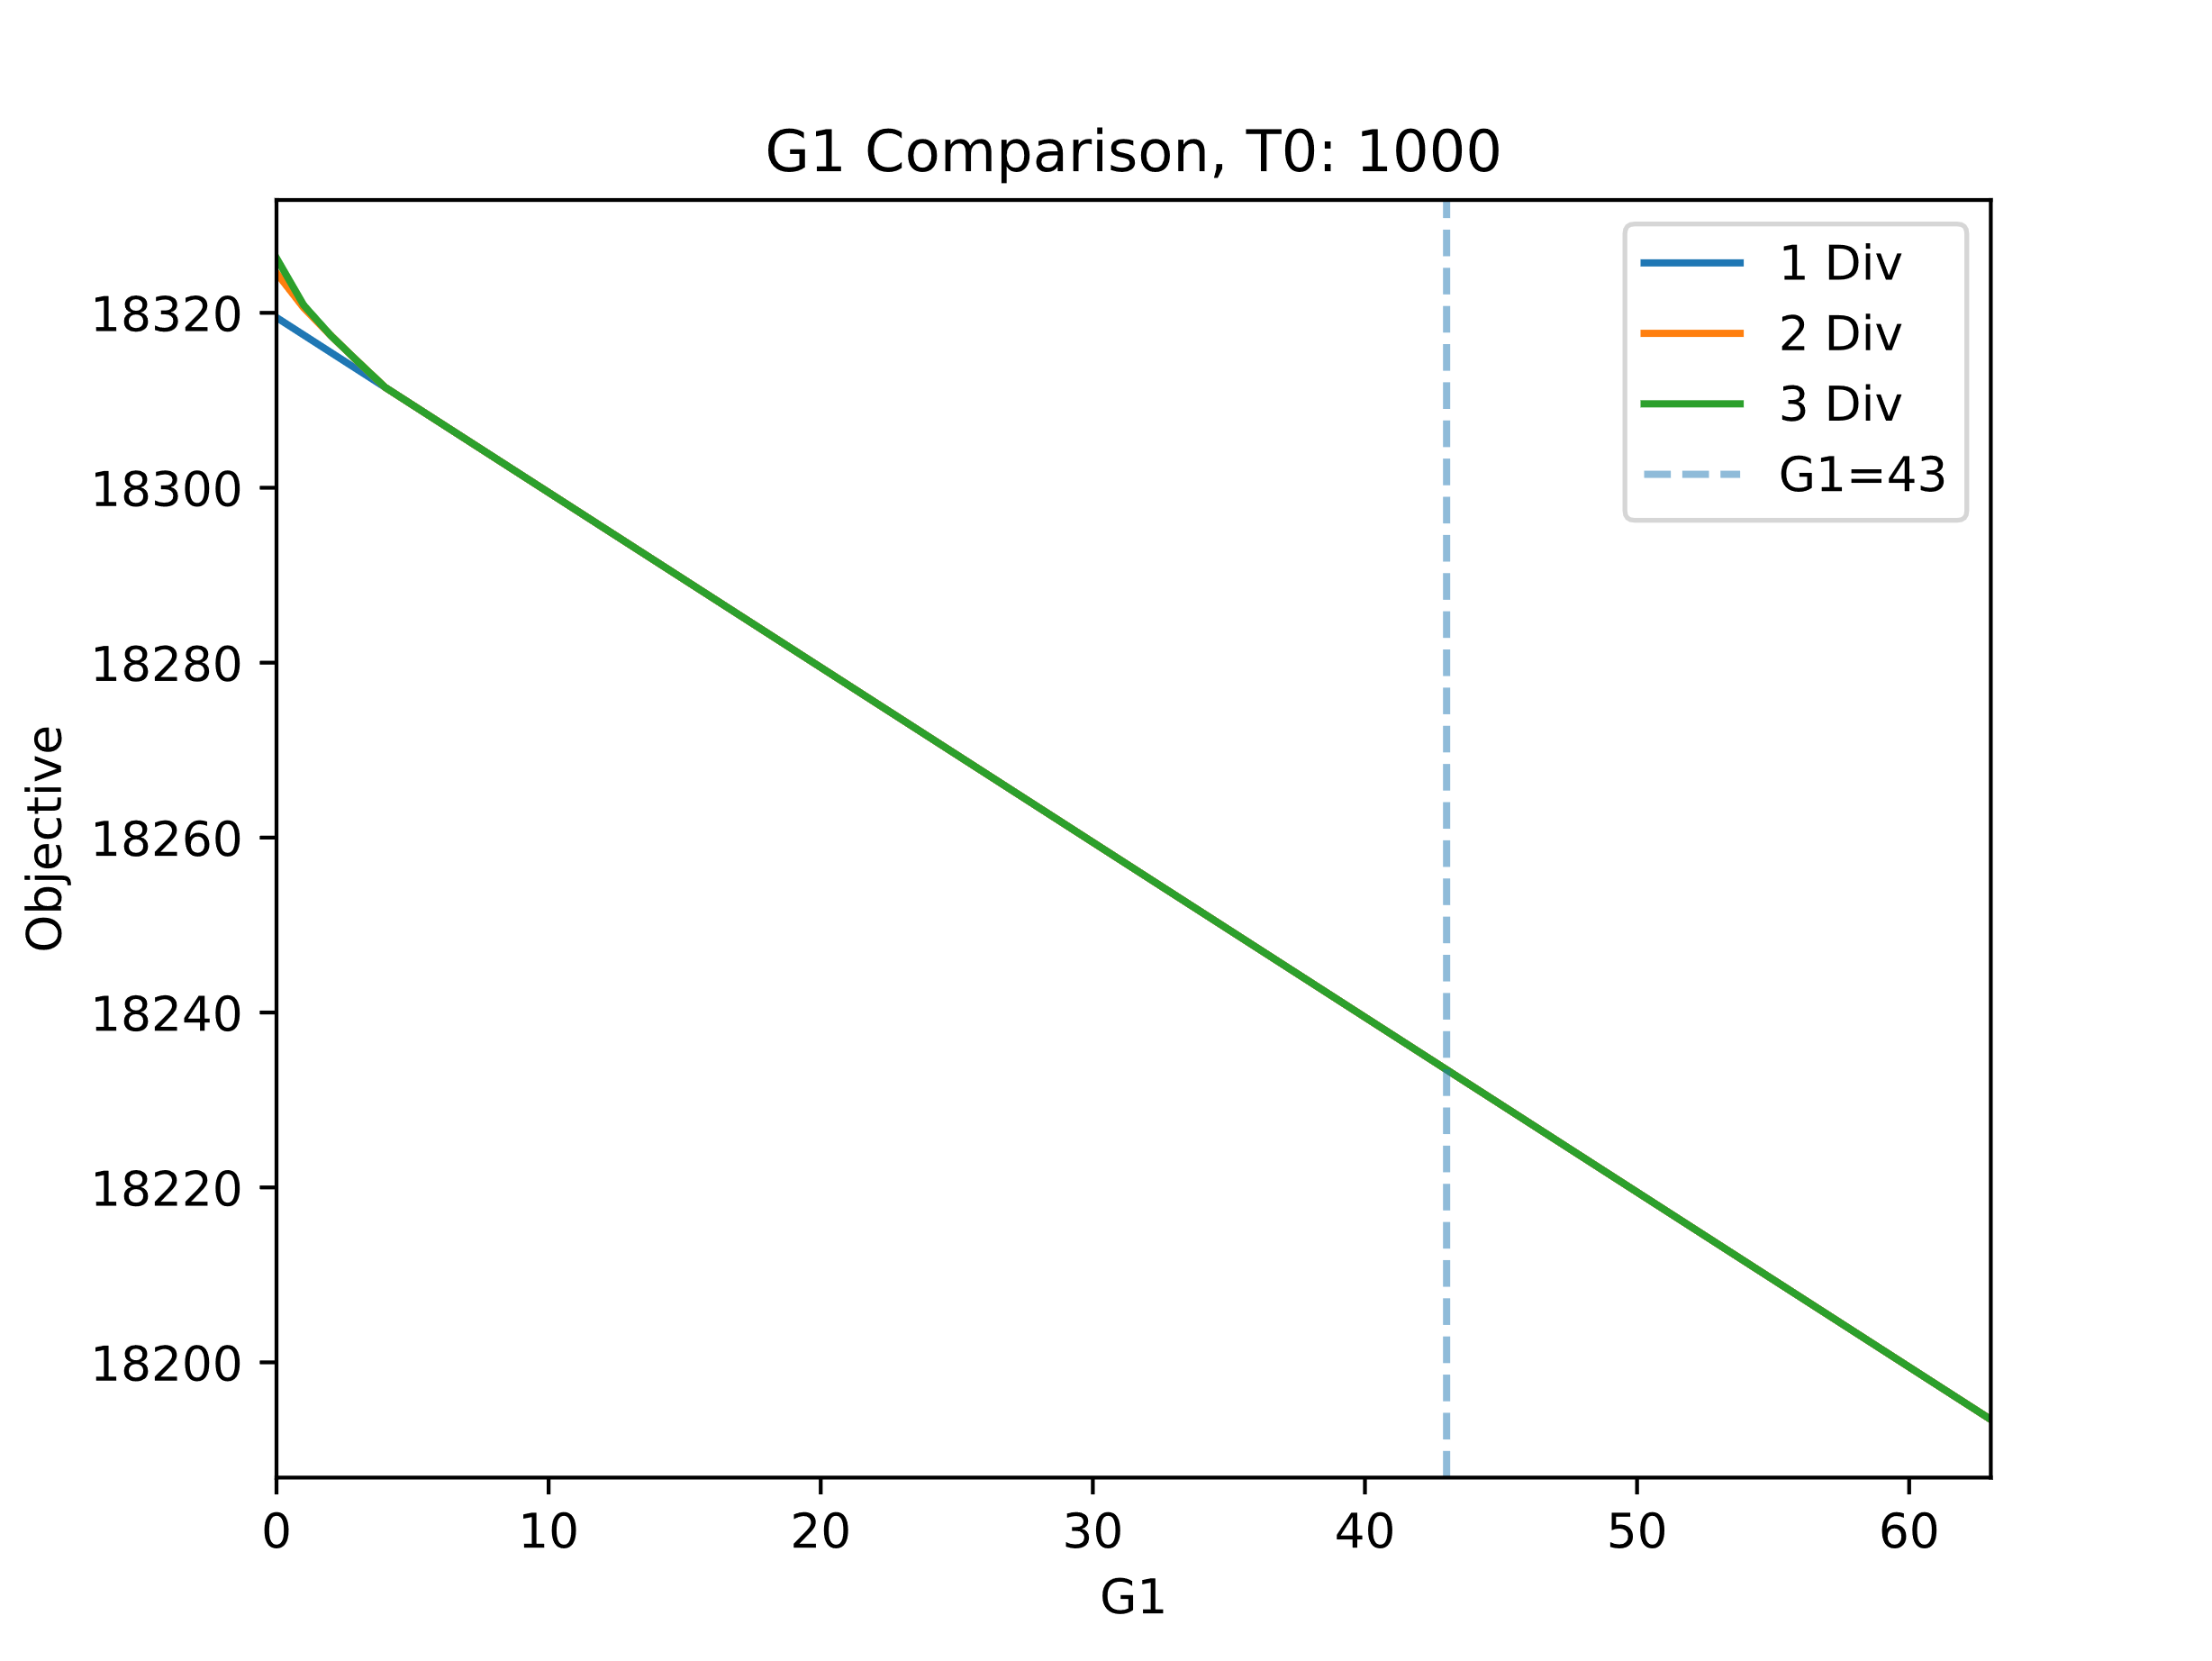 G1 Comparison, T0: 1000
1 Div
2 Div
3 Div
G1=43
Objective
18320
18300
18280
18260
18240
18220
18200
0 10 20 30 40 50 60
G1